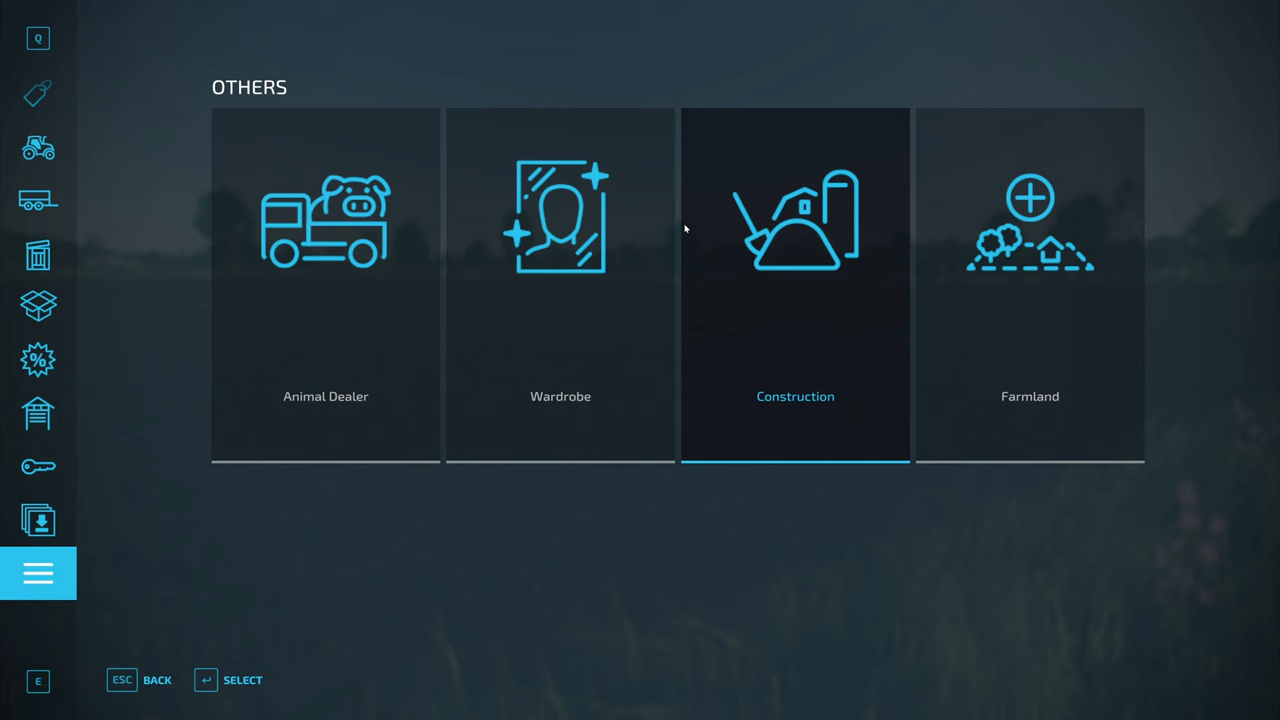 Q
OTHERS
%
Animal Dealer
Wardrobe
Construction
Farmland
E
ESC BACK
SELECT